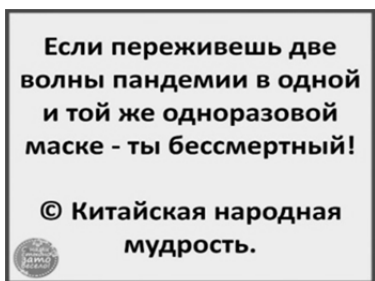 Если переживешь две
волны пандемии в одной
и той же одноразовой
маске - ты бессмертный!
© Китайская народная
мудрость.